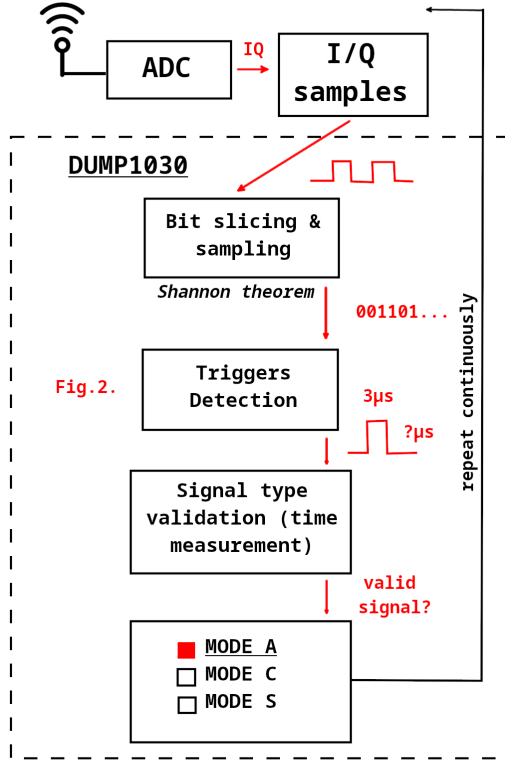 ADC
IQ
I/Q
samples
DUMP1030
Bit slicing &
sampling
Shannon theorem
001101...
Triggers
Detection
Fig.2.
3μs
?μs
Signal type
validation (time
measurement)
valid
signal?
MODE A
MODE C
MODE S
repeat continuously